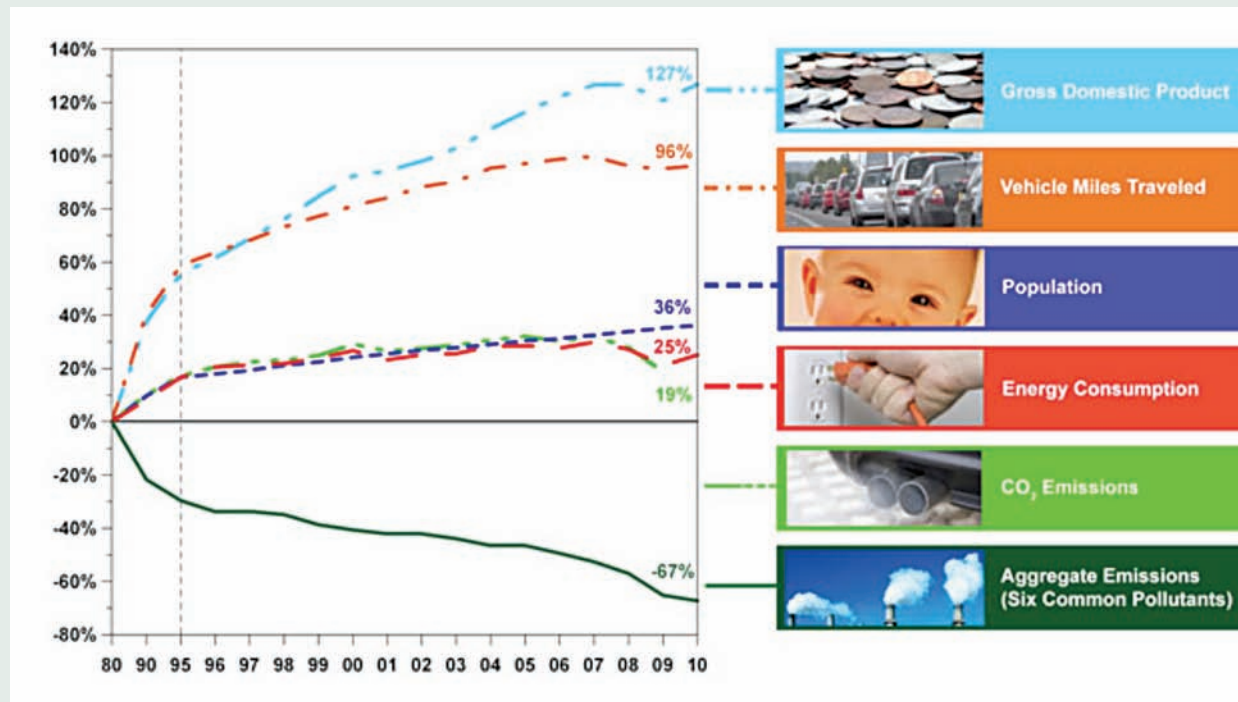 140%
120%
100%
80%
60%
40%
20%
0%
-20%
-40%
-60%
-80%
80 90 95 96 97 98 99 00 01 02 03 04 05 06 07 08 09 10
127%
96%
36%
25%
19%
-67%
Gross Domestic Product
Vehicle Miles Traveled
Population
Energy Consumption
CO₂ Emissions
Aggregate Emissions
(Six Common Pollutants)